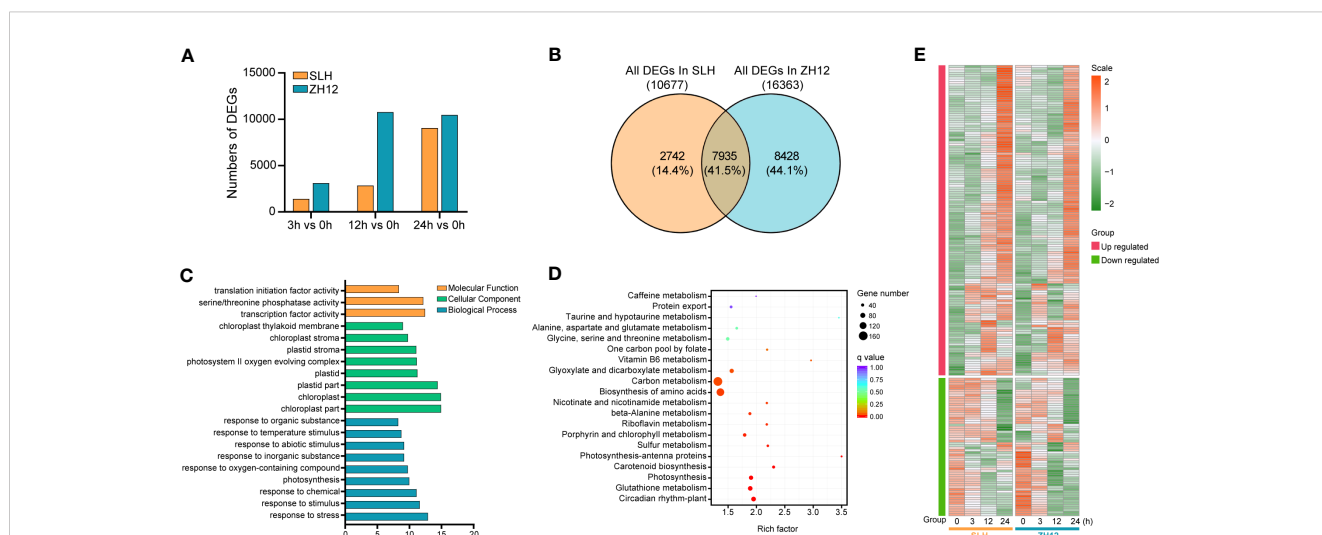 A
SLH
ZH12
Numbers of DEGs
15000
10000
5000
0
3h vs 0h
12h vs 0h
24h vs 0h
B
All DEGs In SLH
(10677)
All DEGs In ZH12
(16363)
2742
(14.4%)
7935
(41.5%)
8428
(44.1%)
C
translation initiation factor activity
serine/threonine phosphatase activity
transcription factor activity
chloroplast thylakoid membrane
chloroplast stroma
plastid stroma
photosystem II oxygen evolving complex
plastid
plastid part
chloroplast
chloroplast part
response to organic substance
response to temperature stimulus
response to abiotic stimulus
response to inorganic substance
response to oxygen-containing compound
photosynthesis
response to chemical
response to stimulus
response to stress
0 5 10 15 20
Molecular Function
Cellular Component
Biological Process
D
Caffeine metabolism
Protein export
Taurine and hypotaurine metabolism
Alanine, aspartate and glutamate metabolism
Glycine, serine and threonine metabolism
One carbon pool by folate
Vitamin B6 metabolism
Glyoxylate and dicarboxylate metabolism
Carbon metabolism
Biosynthesis of amino acids
Nicotinate and nicotinamide metabolism
beta-Alanine metabolism
Riboflavin metabolism
Porphyrin and chlorophyll metabolism
Sulfur metabolism
Photosynthesis-antenna proteins
Carotenoid biosynthesis
Photosynthesis
Glutathione metabolism
Circadian rhythm-plant
1.5 2.0 2.5 3.0 3.5
Rich factor
Gene number
40
80
120
160
q value
1.00
0.75
0.50
0.25
0.00
E
Scale
2
1
0
−1
−2
Group
Up regulated
Down regulated
Group 0 3 12 24 0 3 12 24 (h)
SLH ZH12